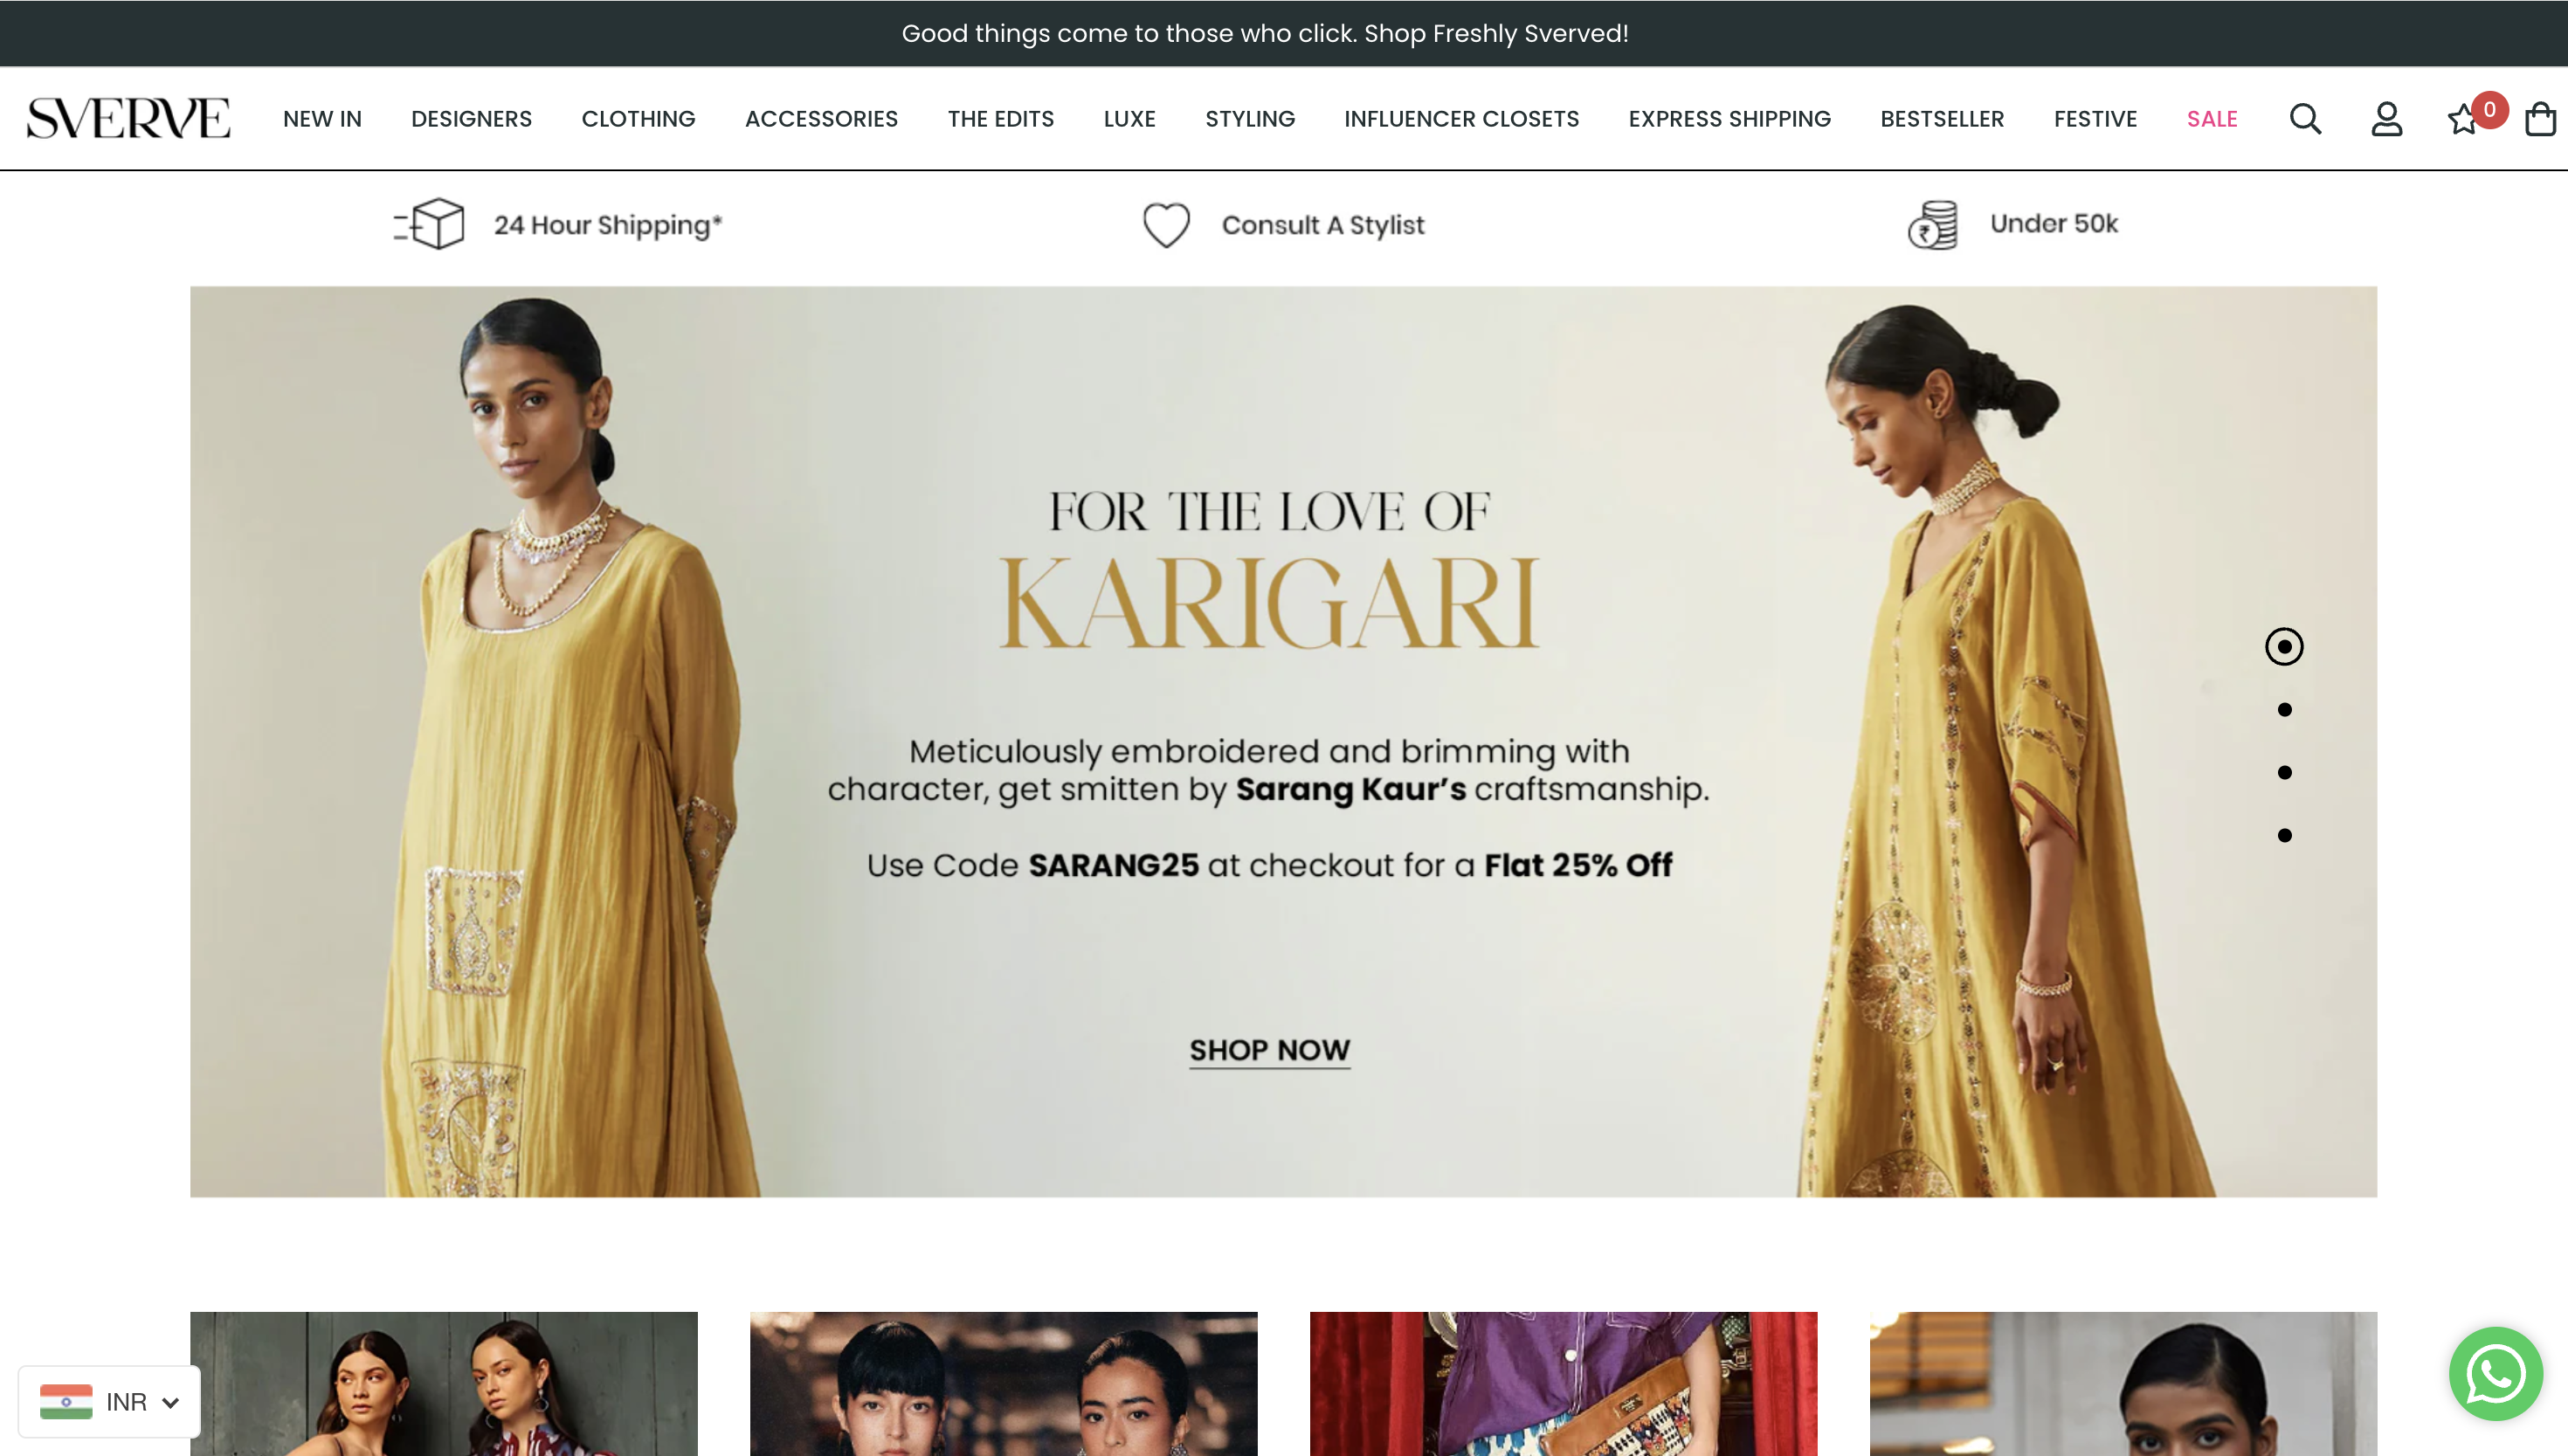 Good things come to those who click. Shop Freshly Sverved!
SVERVE
NEW IN
DESIGNERS
CLOTHING
ACCESSORIES
THE EDITS
LUXE
STYLING
INFLUENCER CLOSETS
EXPRESS SHIPPING
BESTSELLER
FESTIVE
SALE
0
24 Hour Shipping*
Consult A Stylist
₹
Under 50k
FOR THE LOVE OF
KARIGARI
Meticulously embroidered and brimming with
character, get smitten by Sarang Kaur’s craftsmanship.
Use Code SARANG25 at checkout for a Flat 25% Off
SHOP NOW
INR